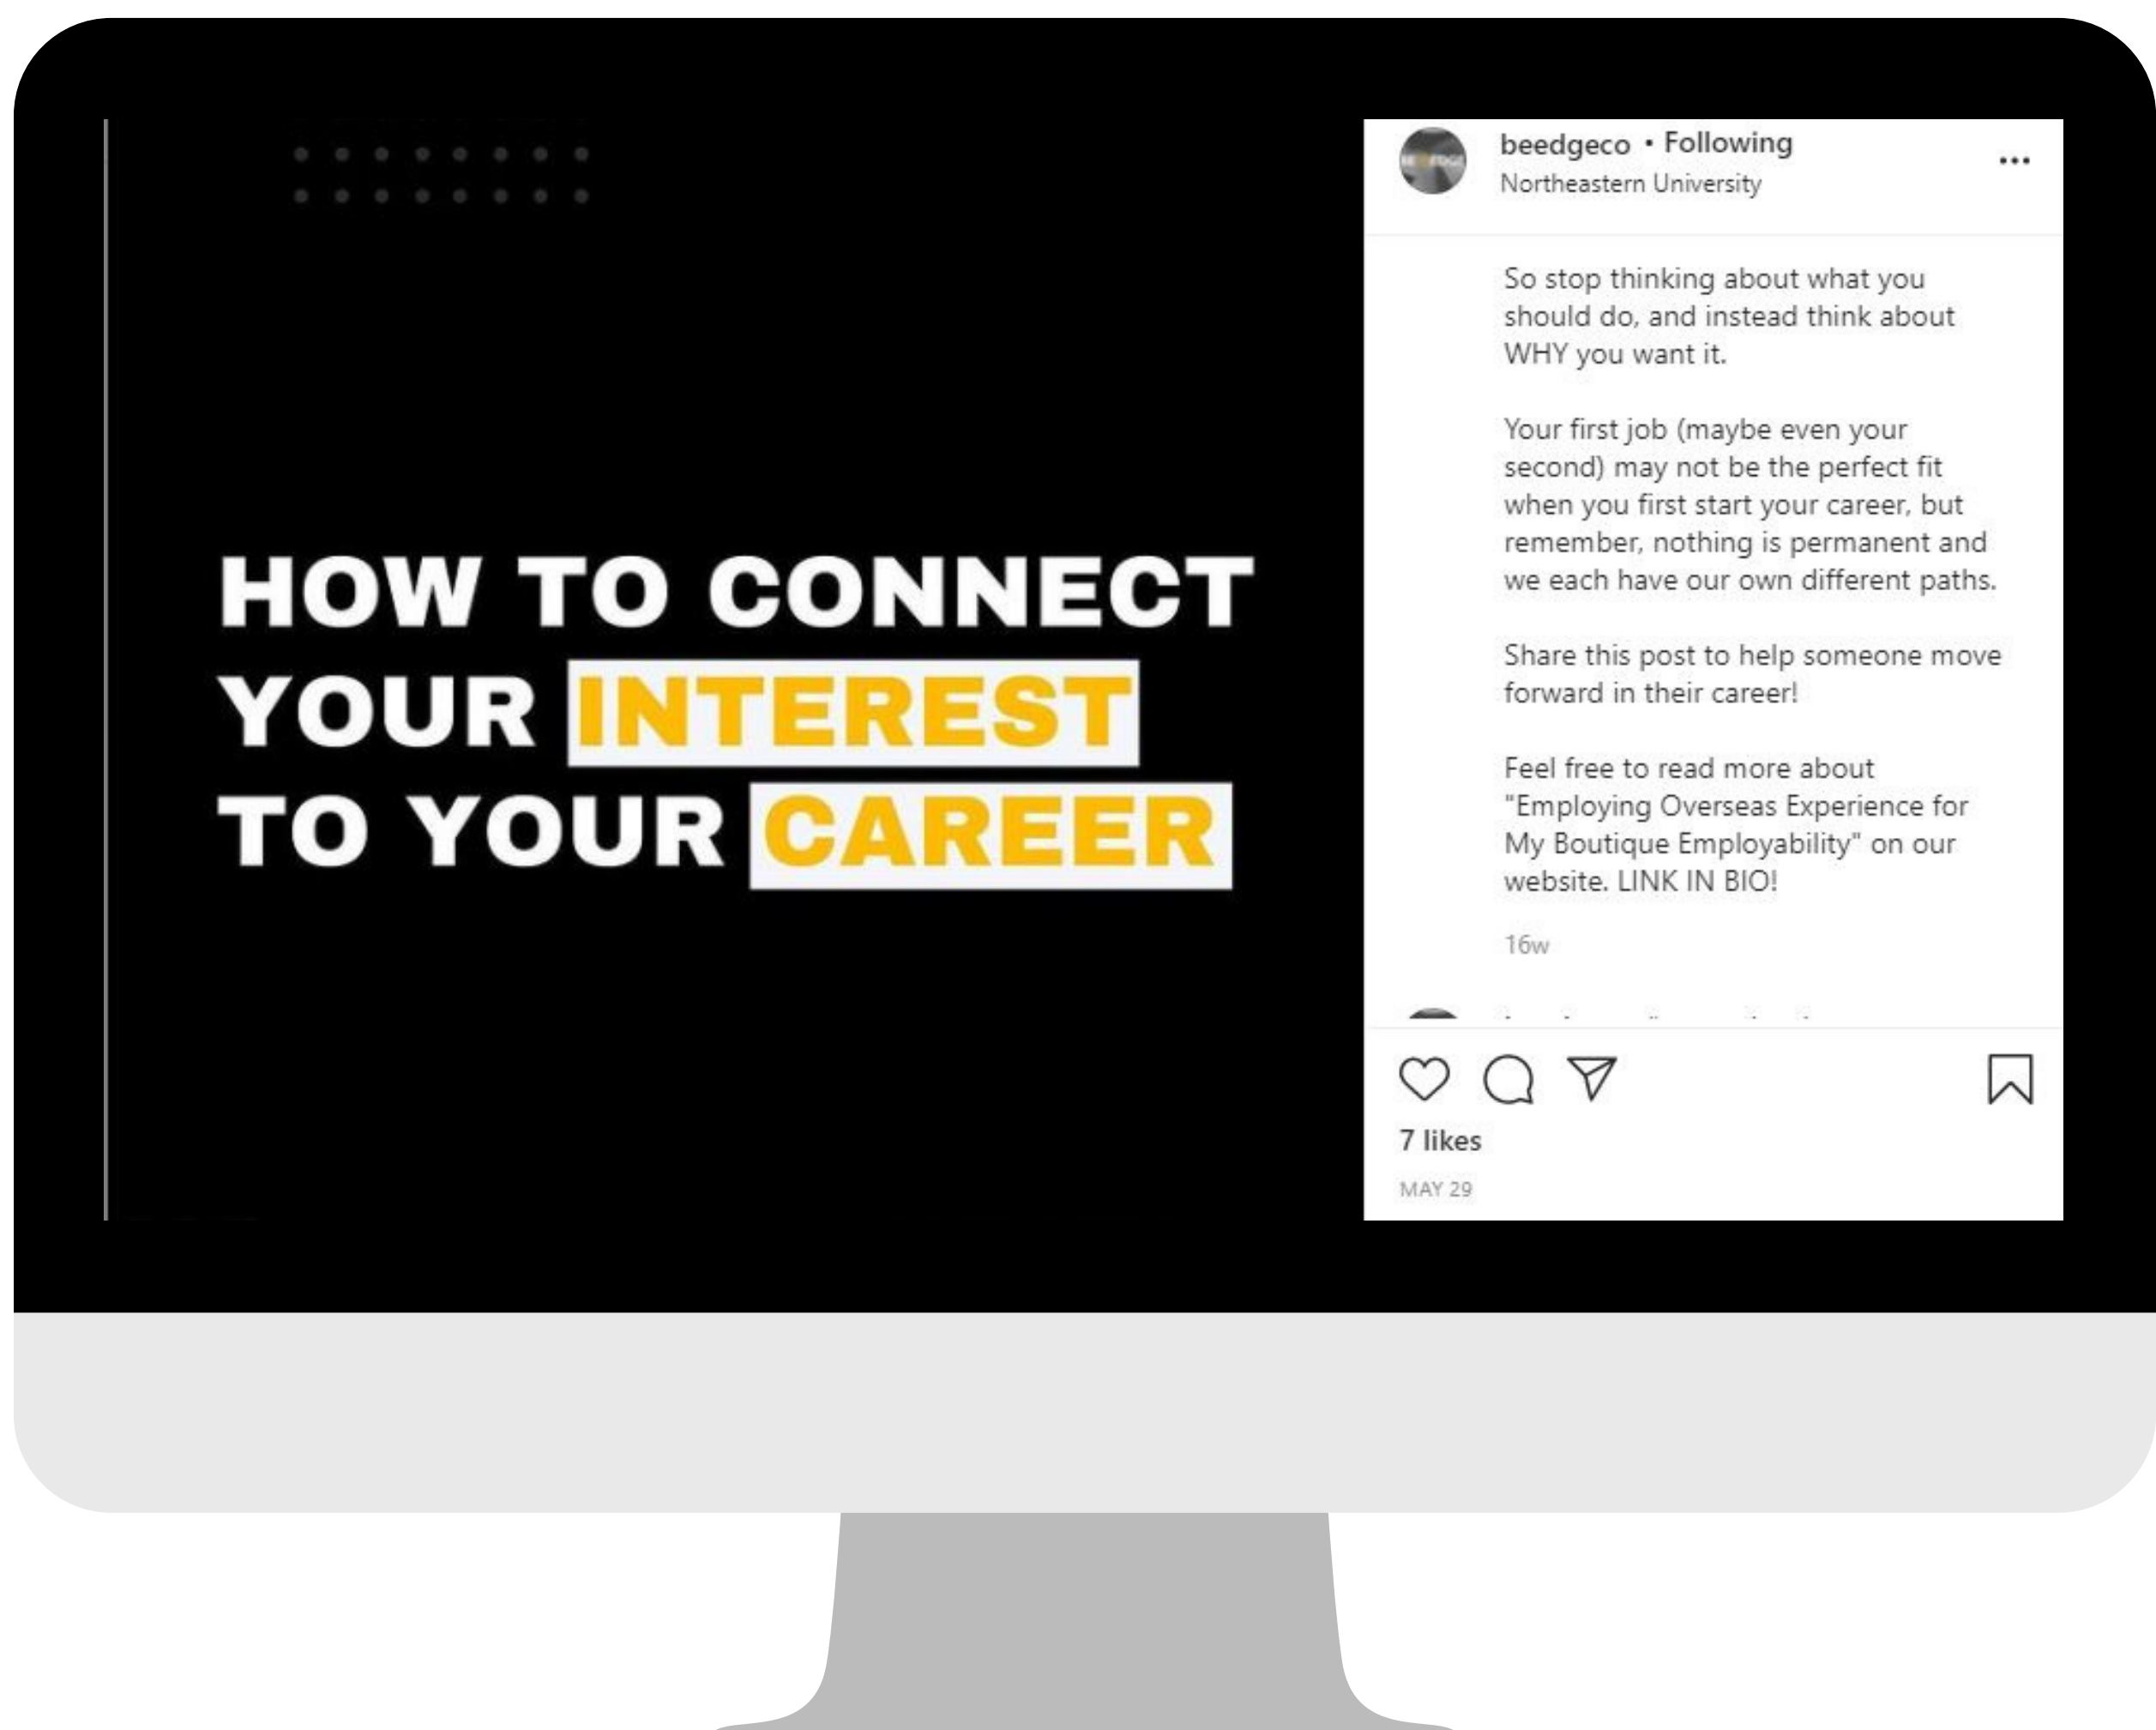 HOW TO CONNECT
YOUR INTEREST
TO YOUR CAREER
beedgeco • Following
Northeastern University
So stop thinking about what you
should do, and instead think about
WHY you want it.
Your first job (maybe even your
second) may not be the perfect fit
when you first start your career, but
remember, nothing is permanent and
we each have our own different paths.
Share this post to help someone move
forward in their career!
Feel free to read more about
"Employing Overseas Experience for
My Boutique Employability" on our
website. LINK IN BIO!
16w
7 likes
MAY 29